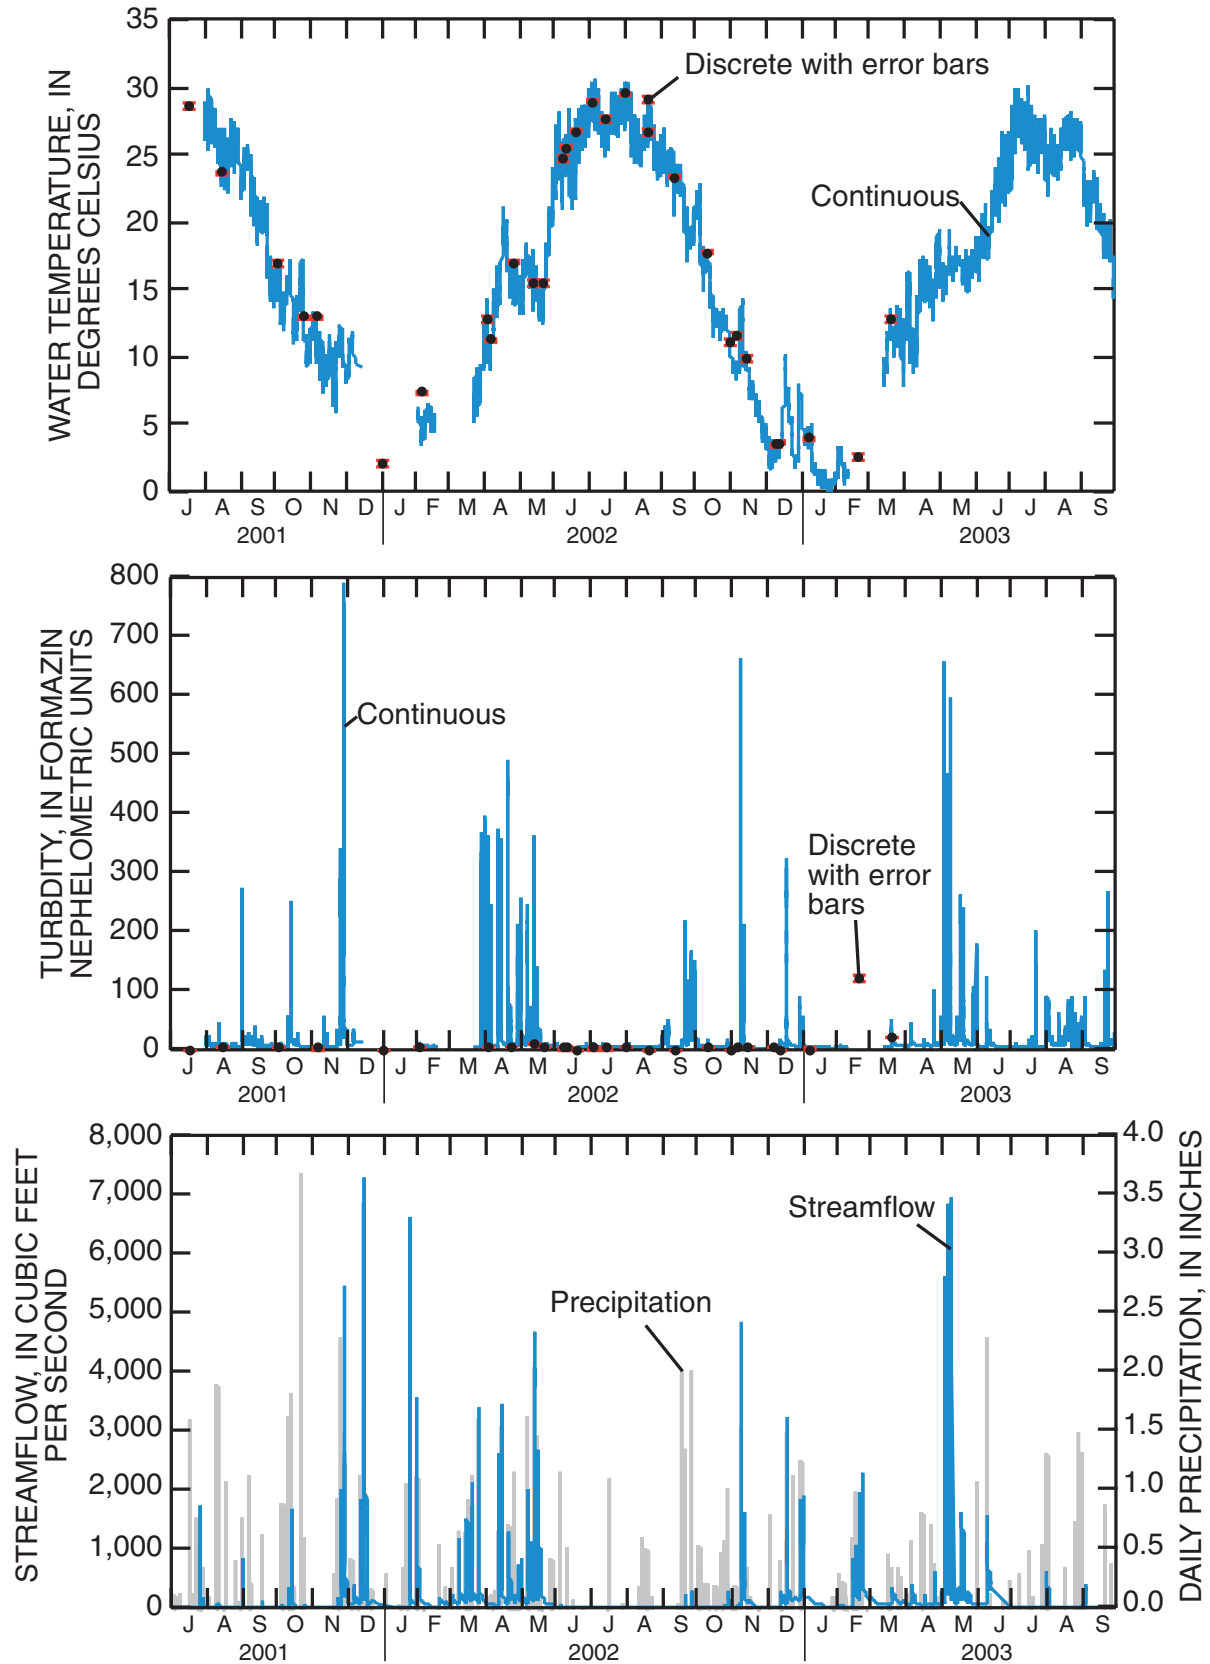 WATER TEMPERATURE, IN
DEGREES CELSIUS
35
30
25
20
15
10
5
0
Discrete with error bars
Continuous
J A S O N D J F M A M J J A S O N D J F M A M J J A S
2001 2002 2003
TURBDITY, IN FORMAZIN
NEPHELOMETRIC UNITS
800
700
600
500
400
300
200
100
0
Continuous
Discrete
with error
bars
J A S O N D J F M A M J J A S O N D J F M A M J J A S
2001 2002 2003
STREAMFLOW, IN CUBIC FEET
PER SECOND
8,000
7,000
6,000
5,000
4,000
3,000
2,000
1,000
0
Streamflow
Precipitation
4.0
3.5
3.0
2.5
2.0
1.5
1.0
0.5
0.0
DAILY PRECIPITATION, IN INCHES
J A S O N D J F M A M J J A S O N D J F M A M J J A S
2001 2002 2003